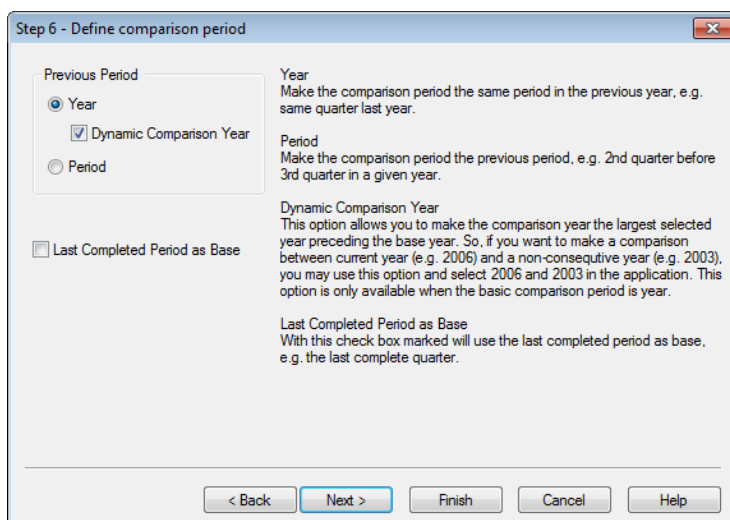 Step 6 - Define comparison period
Previous Period
Year
Dynamic Comparison Year
Period
Last Completed Period as Base
Year
Make the comparison period the same period in the previous year, e.g.
same quarter last year.
Period
Make the comparison period the previous period, e.g. 2nd quarter before
3rd quarter in a given year.
Dynamic Comparison Year
This option allows you to make the comparison year the largest selected
year preceding the base year. So, if you want to make a comparison
between current year (e.g. 2006) and a non-consequtive year (e.g. 2003),
you may use this option and select 2006 and 2003 in the application. This
option is only available when the basic comparison period is year.
Last Completed Period as Base
With this check box marked will use the last completed period as base,
e.g. the last complete quarter.
< Back
Next >
Finish
Cancel
Help